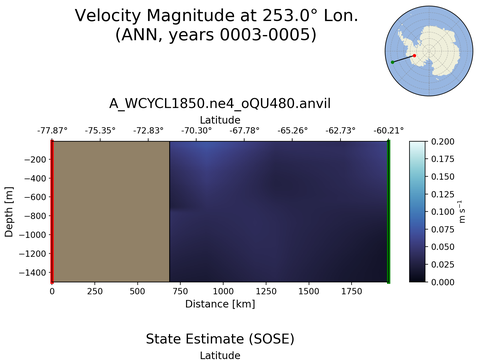 Velocity Magnitude at 253.0° Lon.
(ANN, years 0003-0005)
A_WCYCL1850.ne4_oQU480.anvil
Latitude
-77.87° -75.35° -72.83° -70.30° -67.78° -65.26° -62.73° -60.21°
0.200
0.175
0.150
0.125
0.100
0.075
0.050
0.025
0.000
m s⁻¹
Depth [m]
−200
−400
−600
−800
−1000
−1200
−1400
0 250 500 750 1000 1250 1500 1750
Distance [km]
State Estimate (SOSE)
Latitude